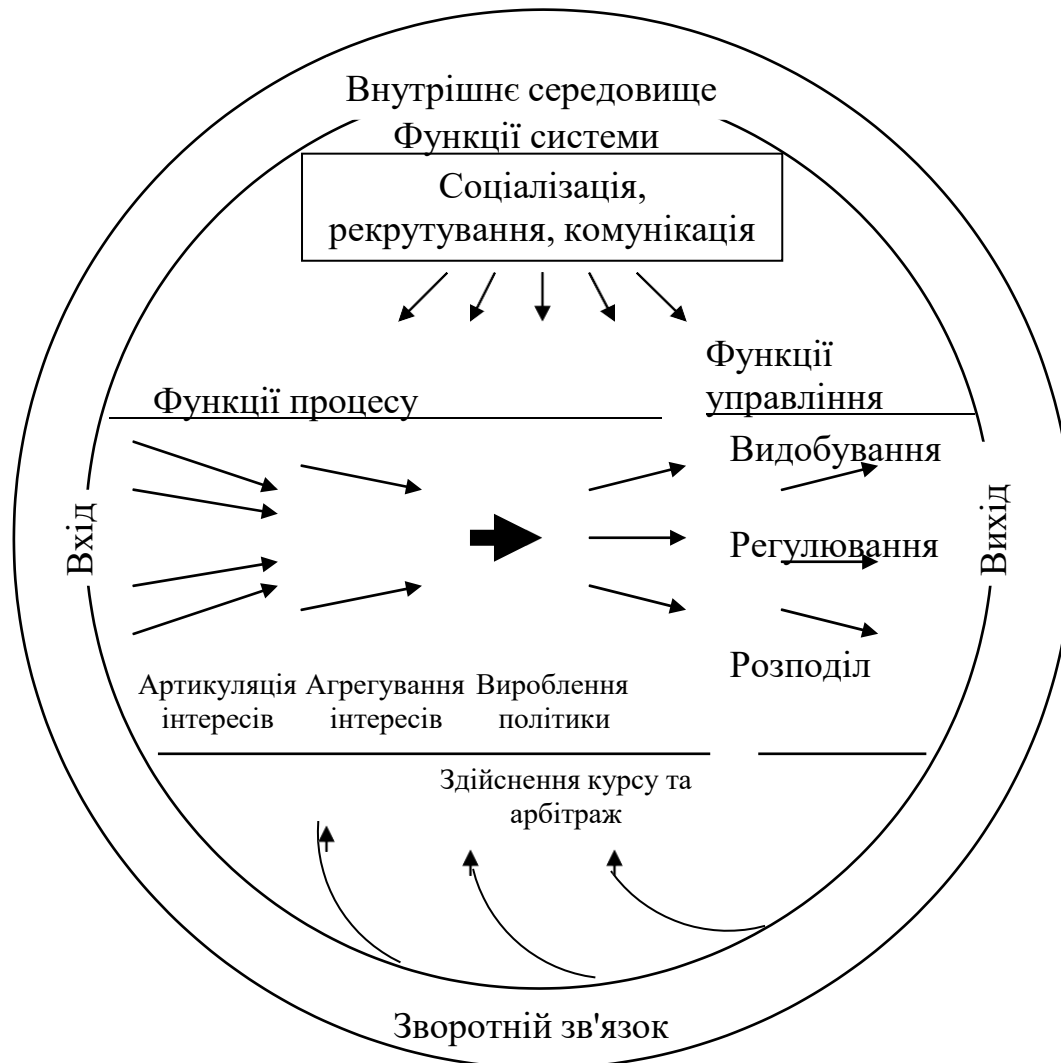 Внутрішнє середовище
Функції системи
Соціалізація,
рекрутування, комунікація
Функції
управління
Функції процесу
Видобування
Вхід
Регулювання
Вихід
Розподіл
Артикуляція
інтересів
Агрегування
інтересів
Вироблення
політики
Здійснення курсу та
арбітраж
Зворотній зв'язок